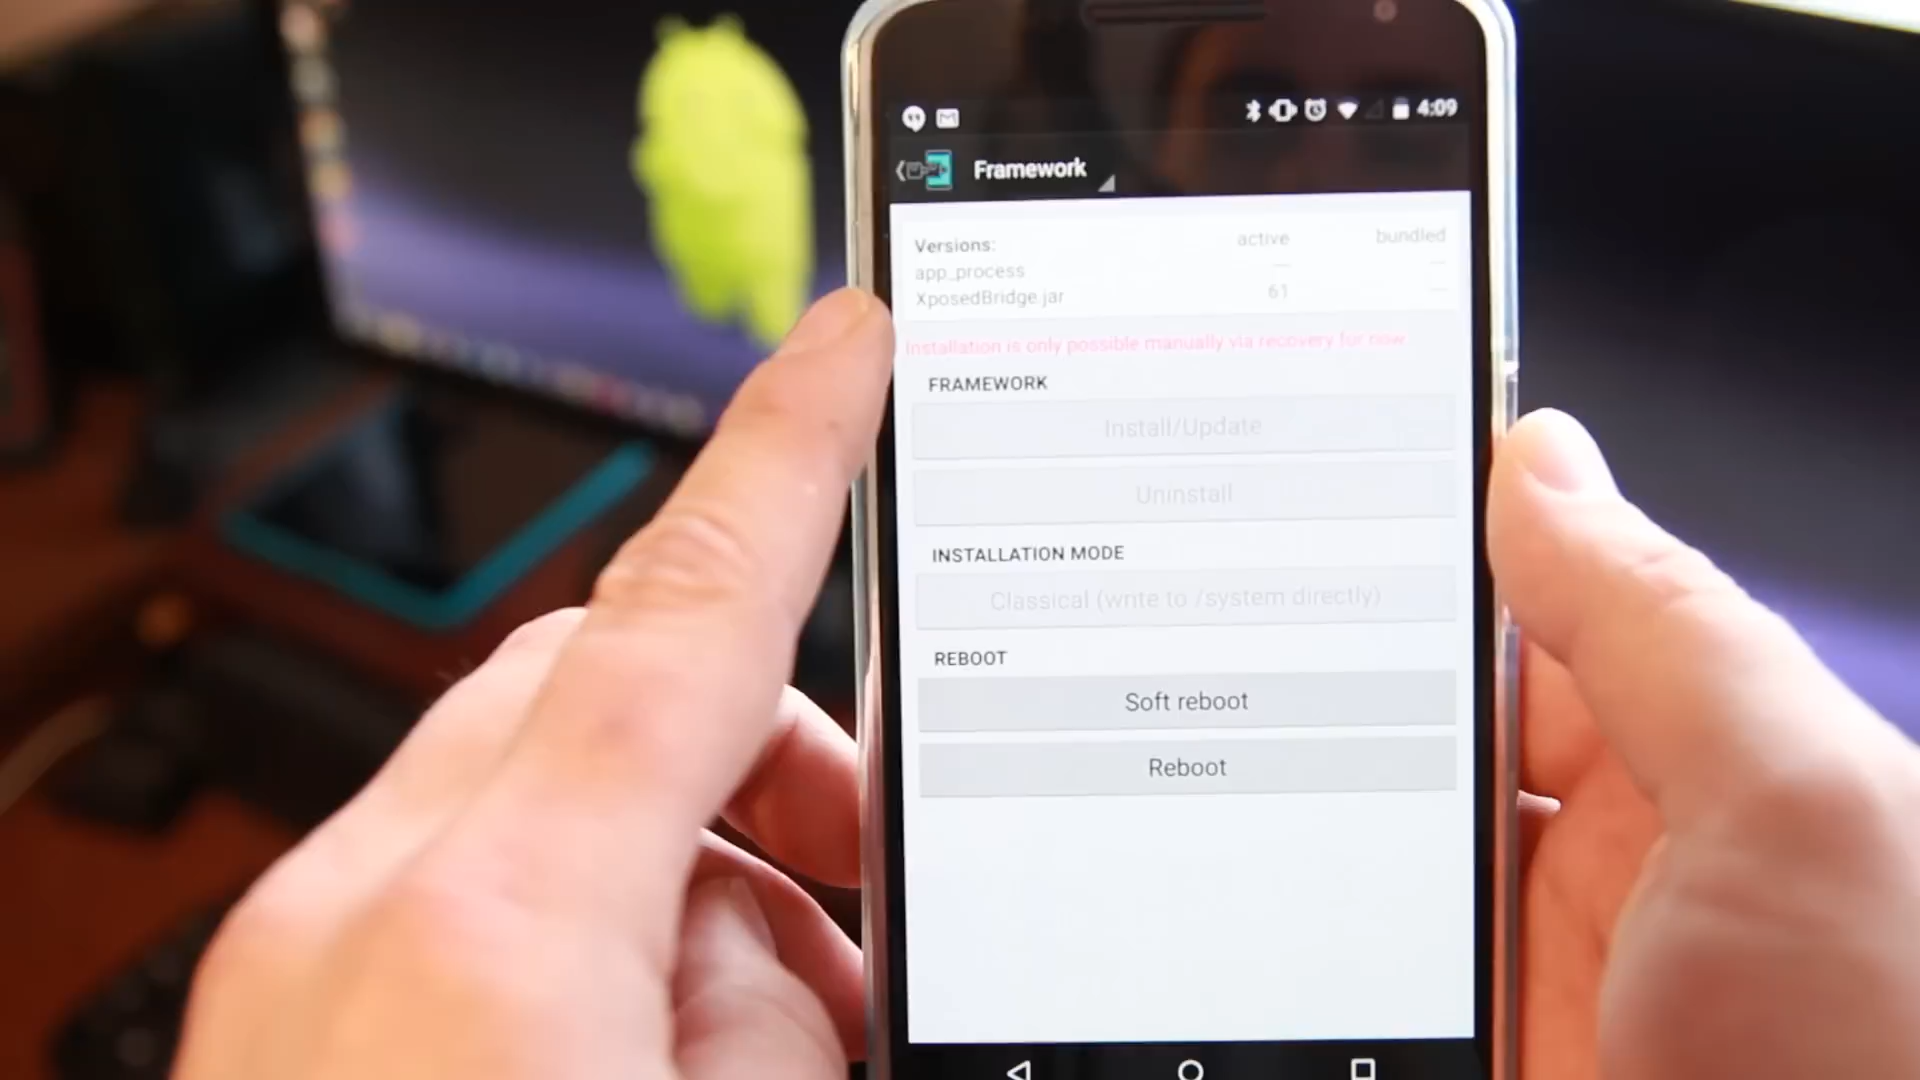 4:09
Framework
Versions: active bundled
app_process — —
XposedBridge.jar 61 —
Installation is only possible manually via recovery for now.
FRAMEWORK
Install/Update
Uninstall
INSTALLATION MODE
Classical (write to /system directly)
REBOOT
Soft reboot
Reboot